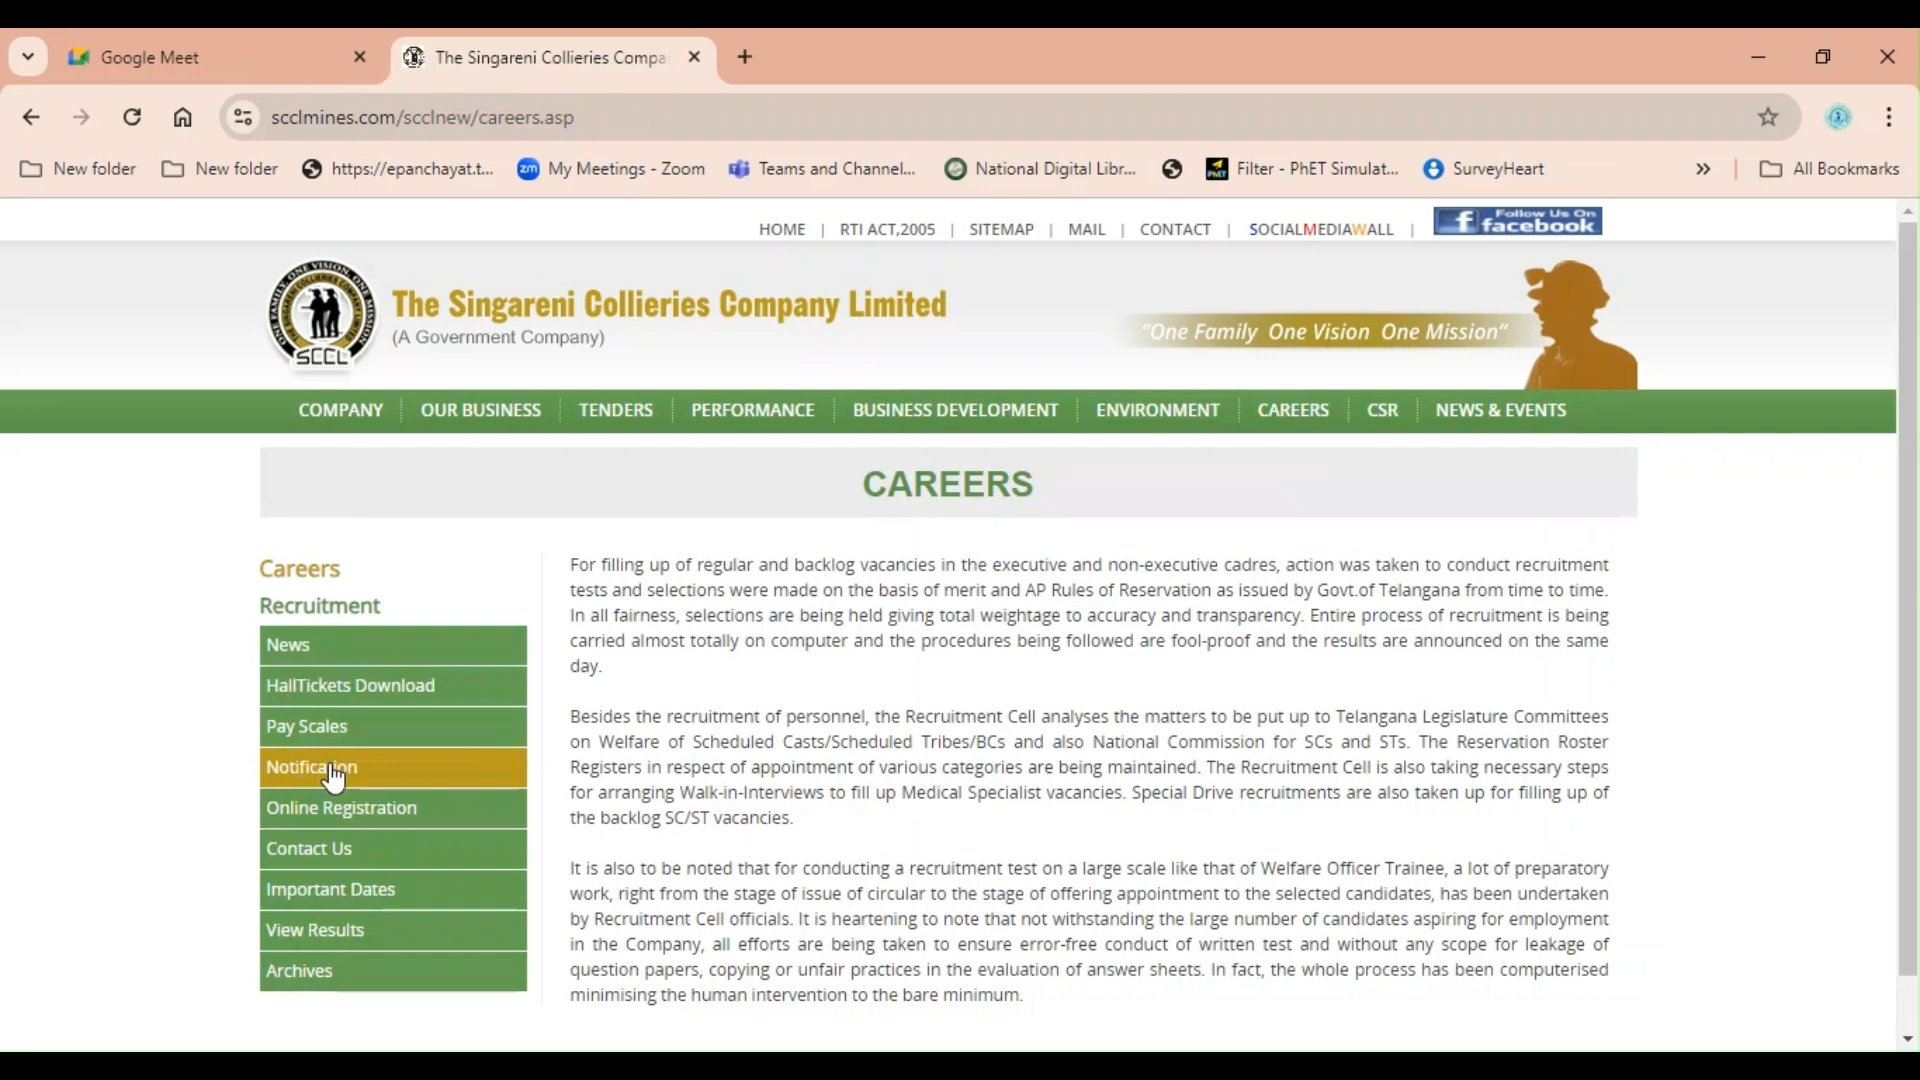 Google Meet
The Singareni Collieries Compa
scclmines.com/scclnew/careers.asp
New folder
New folder
https://epanchayat.t...
zm My Meetings - Zoom
Teams and Channel...
National Digital Libr...
PhET Filter - PhET Simulat...
SurveyHeart
All Bookmarks
HOME | RTI ACT,2005 | SITEMAP | MAIL | CONTACT | SOCIALMEDIAWALL |
Follow Us On
facebook
ONE FAMILY, ONE VISION, ONE MISSION
SCCL
The Singareni Collieries Company Limited
(A Government Company)
"One Family One Vision One Mission"
COMPANY
OUR BUSINESS
TENDERS
PERFORMANCE
BUSINESS DEVELOPMENT
ENVIRONMENT
CAREERS
CSR
NEWS & EVENTS
CAREERS
Careers
Recruitment
News
HallTickets Download
Pay Scales
Notification
Online Registration
Contact Us
Important Dates
View Results
Archives
For filling up of regular and backlog vacancies in the executive and non-executive cadres, action was taken to conduct recruitment
tests and selections were made on the basis of merit and AP Rules of Reservation as issued by Govt.of Telangana from time to time.
In all fairness, selections are being held giving total weightage to accuracy and transparency. Entire process of recruitment is being
carried almost totally on computer and the procedures being followed are fool-proof and the results are announced on the same
day.
Besides the recruitment of personnel, the Recruitment Cell analyses the matters to be put up to Telangana Legislature Committees
on Welfare of Scheduled Casts/Scheduled Tribes/BCs and also National Commission for SCs and STs. The Reservation Roster
Registers in respect of appointment of various categories are being maintained. The Recruitment Cell is also taking necessary steps
for arranging Walk-in-Interviews to fill up Medical Specialist vacancies. Special Drive recruitments are also taken up for filling up of
the backlog SC/ST vacancies.
It is also to be noted that for conducting a recruitment test on a large scale like that of Welfare Officer Trainee, a lot of preparatory
work, right from the stage of issue of circular to the stage of offering appointment to the selected candidates, has been undertaken
by Recruitment Cell officials. It is heartening to note that not withstanding the large number of candidates aspiring for employment
in the Company, all efforts are being taken to ensure error-free conduct of written test and without any scope for leakage of
question papers, copying or unfair practices in the evaluation of answer sheets. In fact, the whole process has been computerised
minimising the human intervention to the bare minimum.